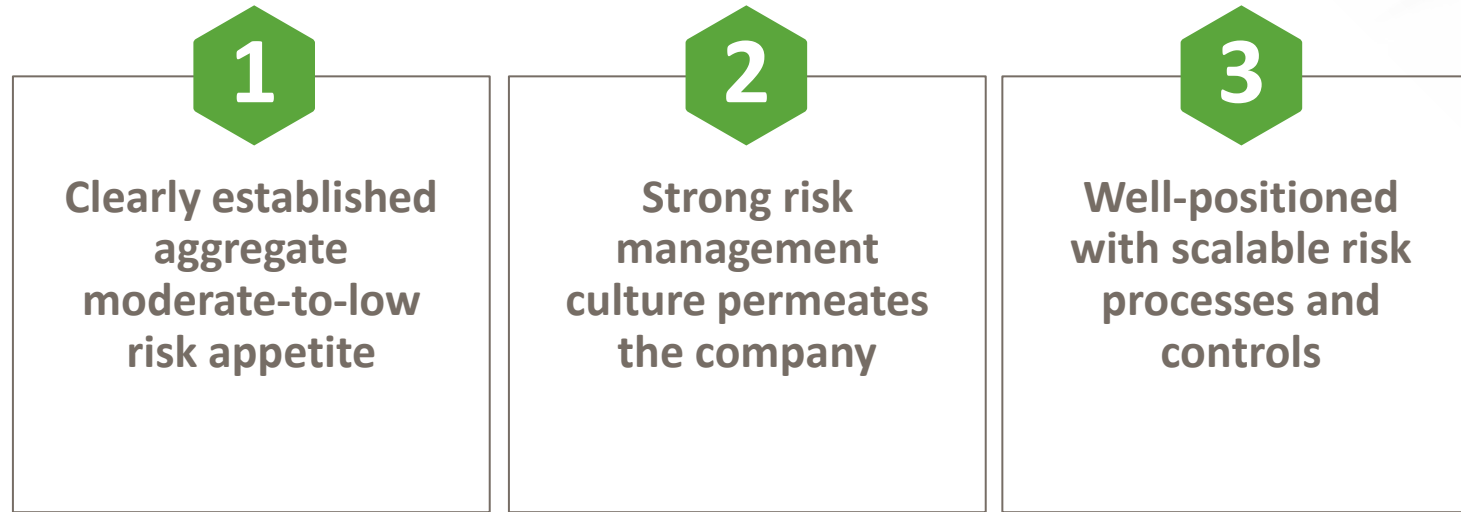 1
Clearly established
aggregate
moderate-to-low
risk appetite
2
Strong risk
management
culture permeates
the company
3
Well-positioned
with scalable risk
processes and
controls